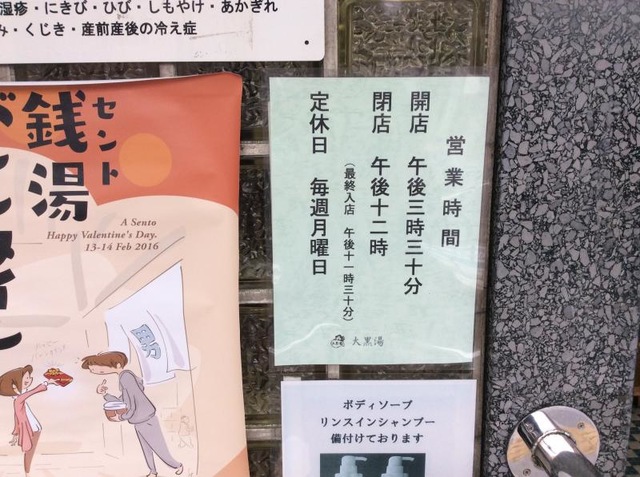 湿疹・にきび・ひび・しもやけ・あかぎれ
み・くじき・産前産後の冷え症
営業時間
開店 午後三時三十分
閉店 午後十二時
(最終入店 午後十一時三十分)
定休日 毎週月曜日
大黒湯
セント
銭湯
A Sento
Happy Valentine's Day.
13-14 Feb 2016
男
ボディソープ
リンスインシャンプー
備付けております